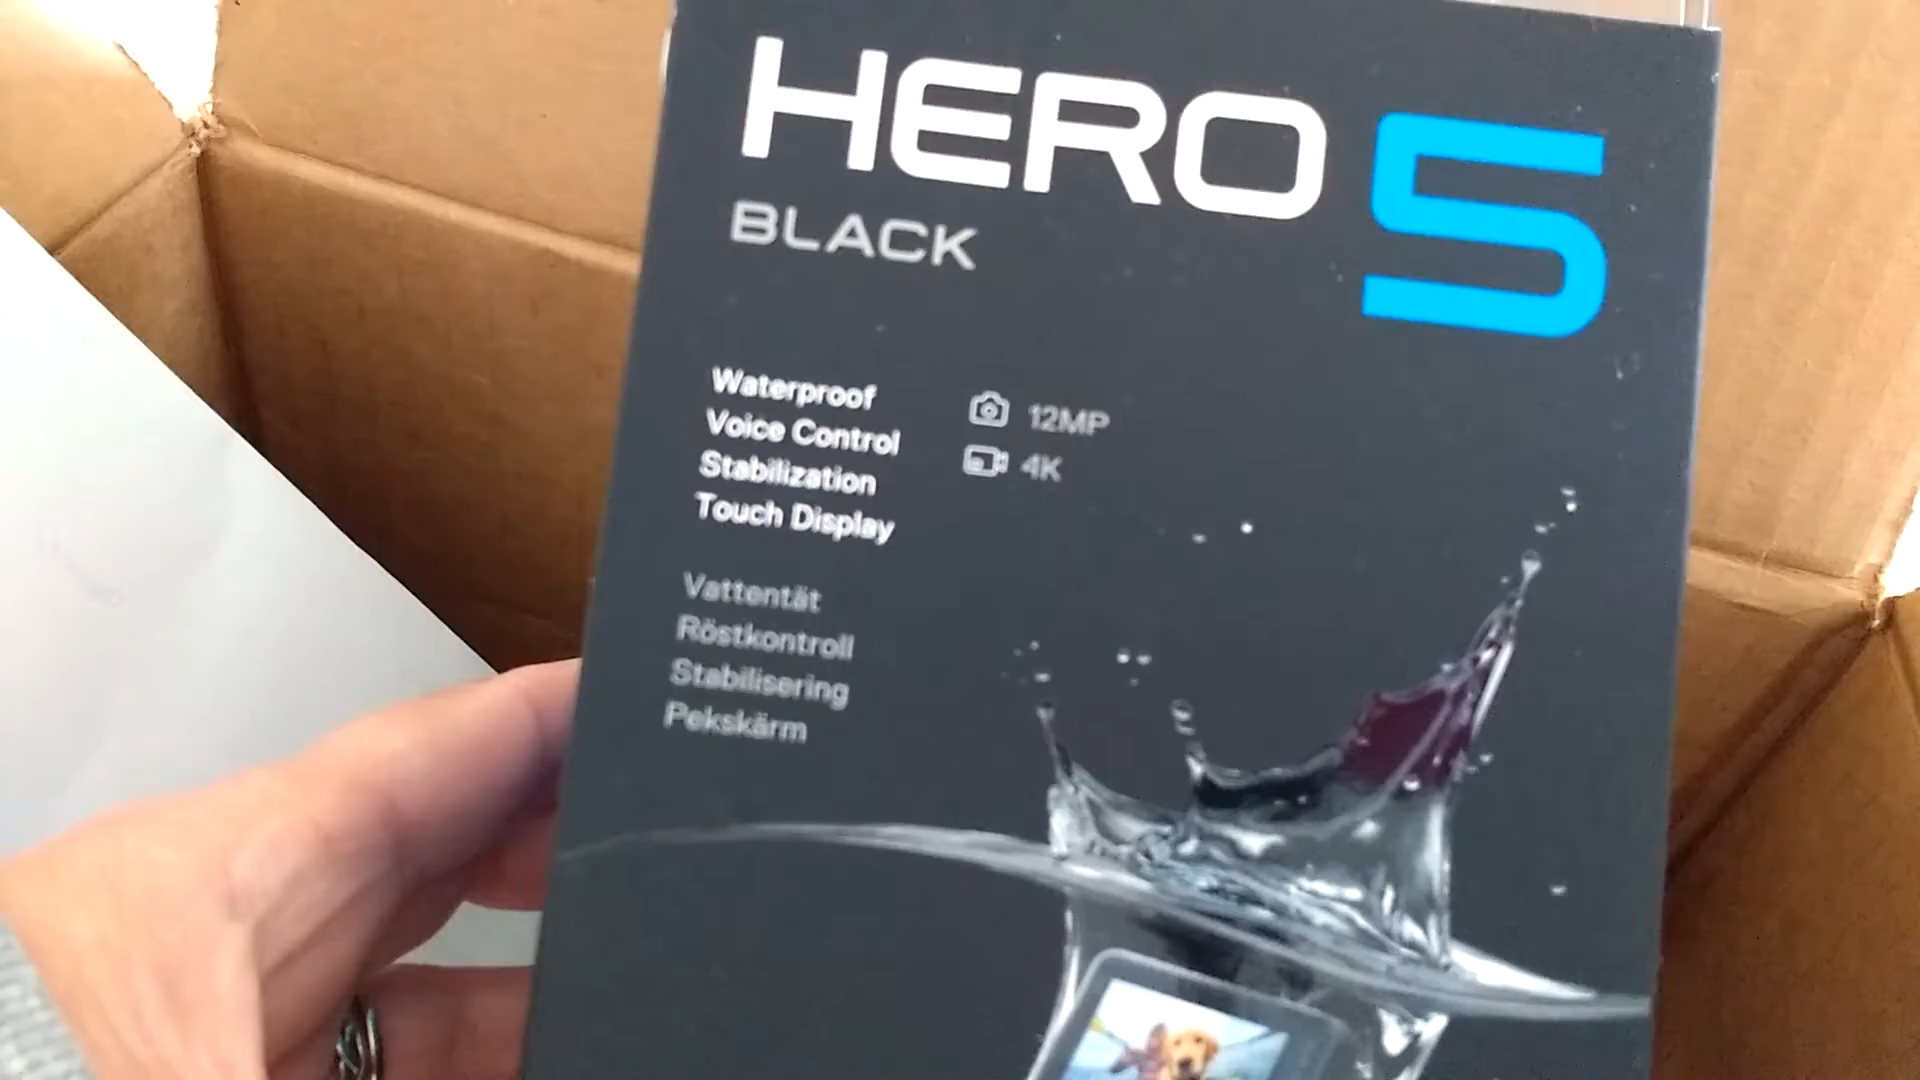 HERO 5
BLACK
Waterproof
Voice Control
Stabilization
Touch Display
12MP
4K
Vattentät
Röstkontroll
Stabilisering
Pekskärm